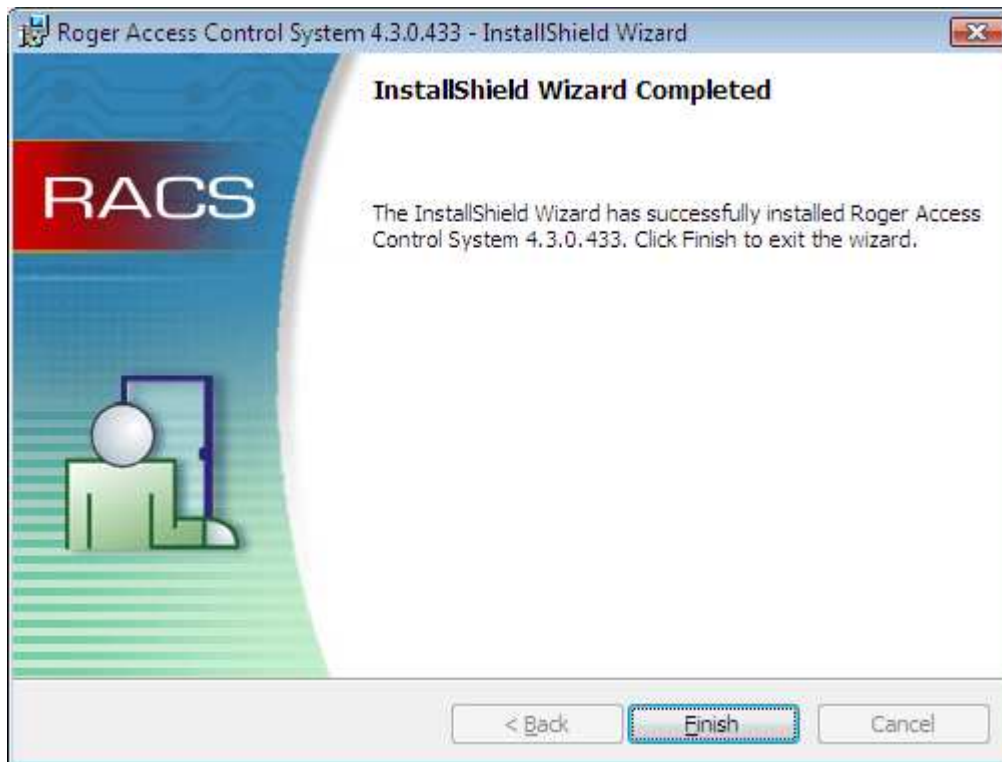 Roger Access Control System 4.3.0.433 - InstallShield Wizard
InstallShield Wizard Completed
RACS
The InstallShield Wizard has successfully installed Roger Access
Control System 4.3.0.433. Click Finish to exit the wizard.
< Back
Finish
Cancel